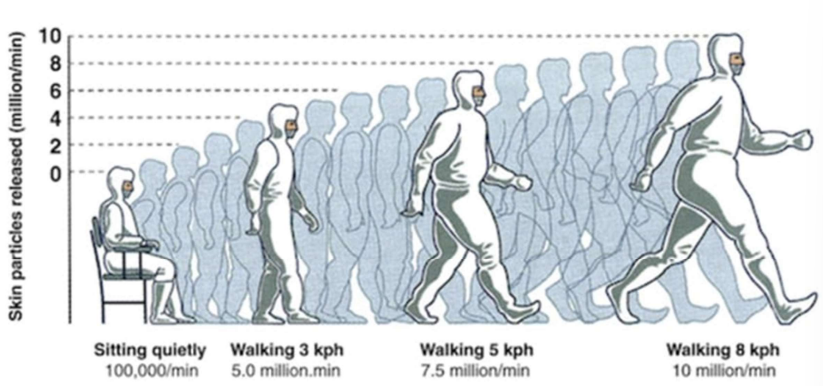 Skin particles released (million/min)
10
8
6
4
2
0
Sitting quietly
100,000/min
Walking 3 kph
5.0 million.min
Walking 5 kph
7.5 million/min
Walking 8 kph
10 million/min